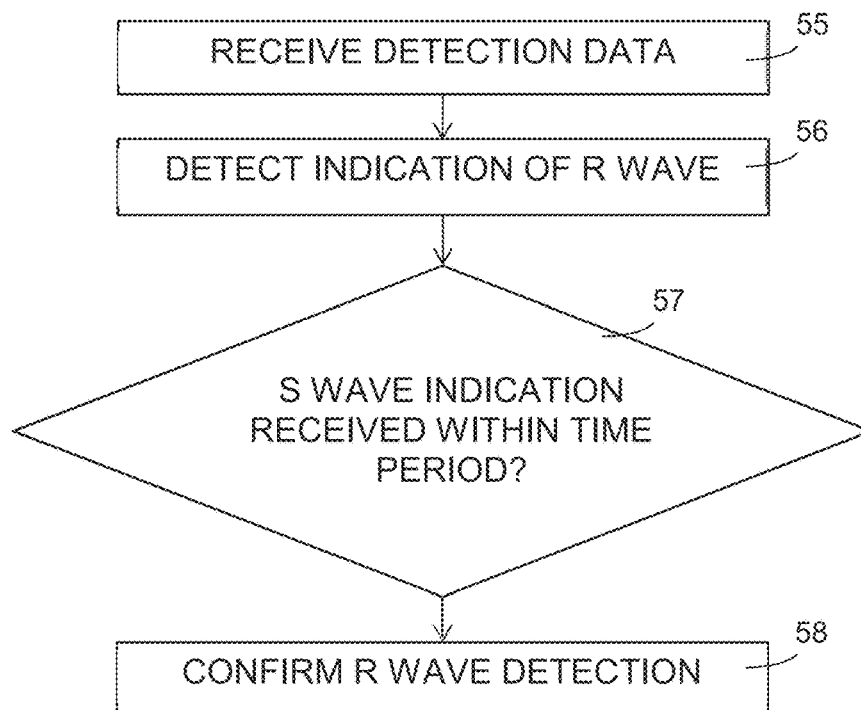 55
RECEIVE DETECTION DATA
56
DETECT INDICATION OF R WAVE
57
S WAVE INDICATION
RECEIVED WITHIN TIME
PERIOD?
58
CONFIRM R WAVE DETECTION